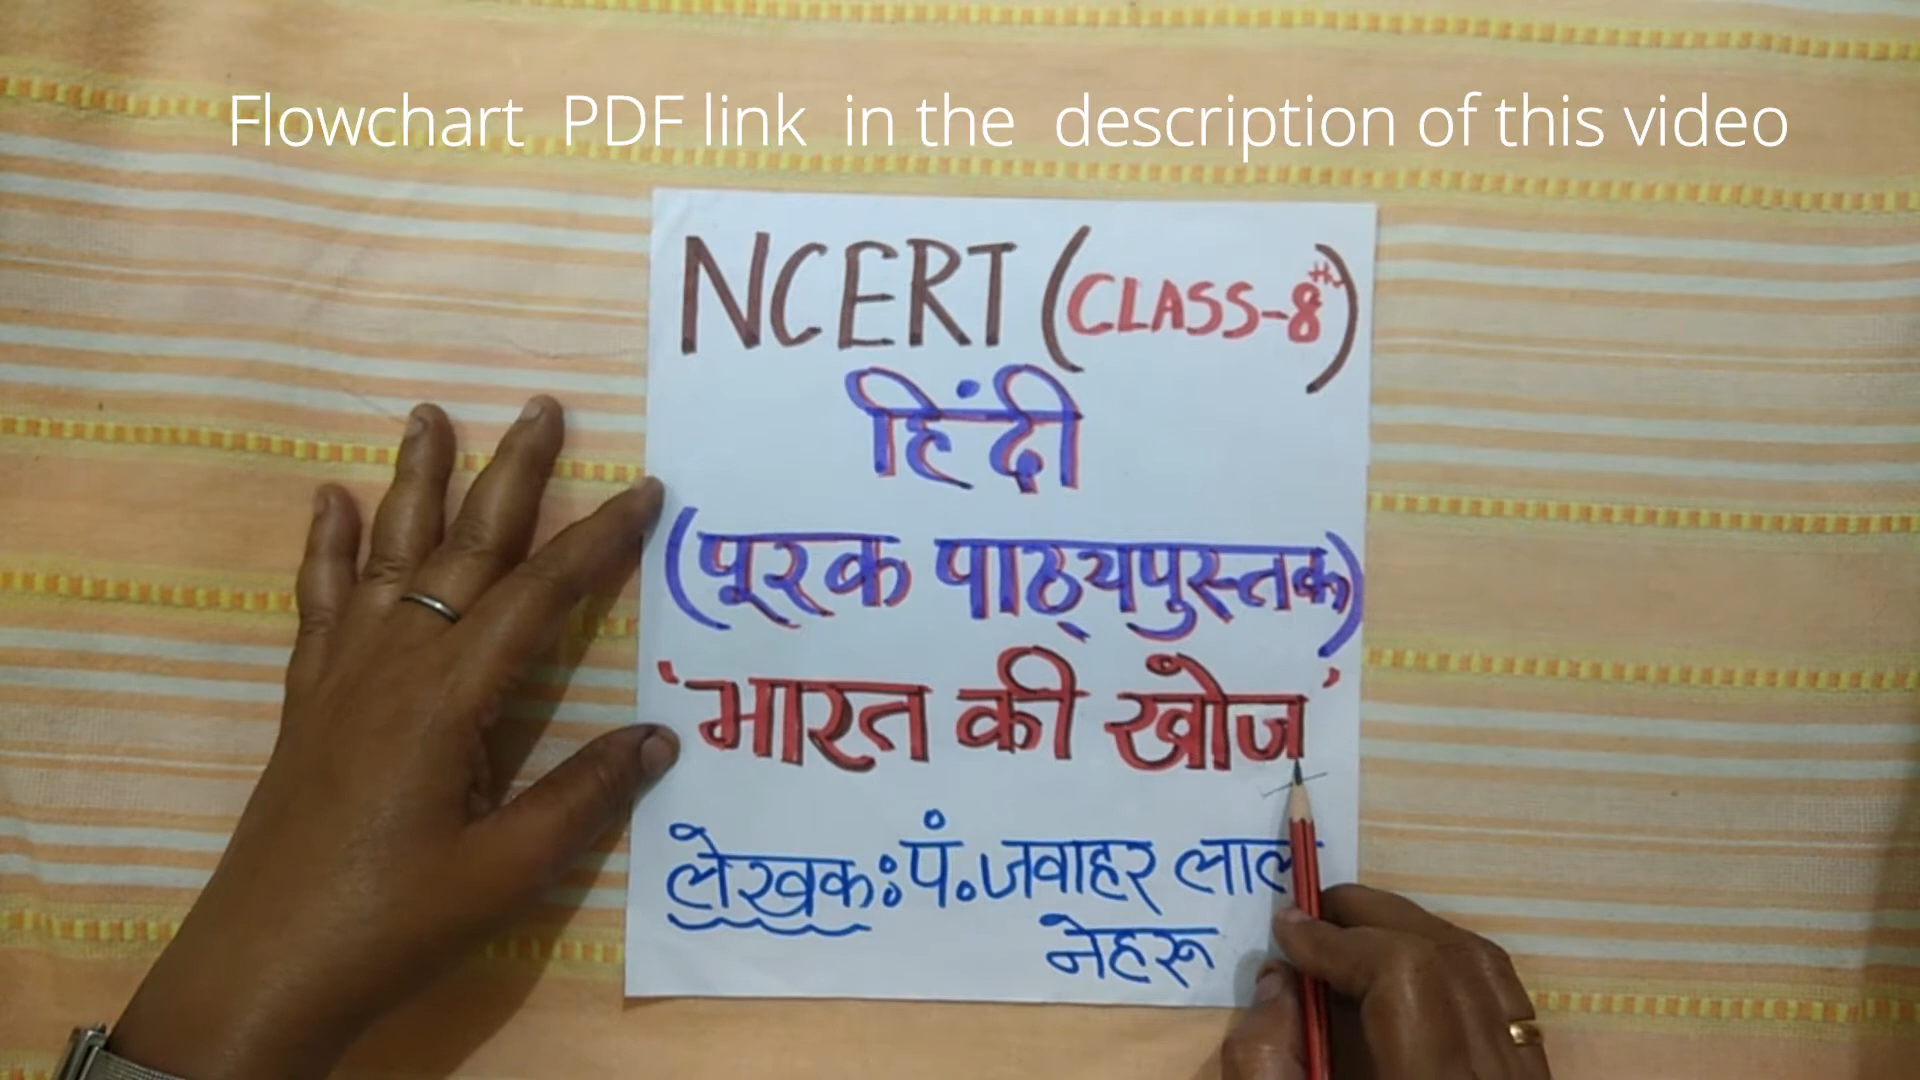 Flowchart PDF link in the description of this video
NCERT (CLASS-8th)
हिंदी
(पूरक पाठ्यपुस्तक)
'भारत की खोज'
लेखक: पं. जवाहर लाल
नेहरू